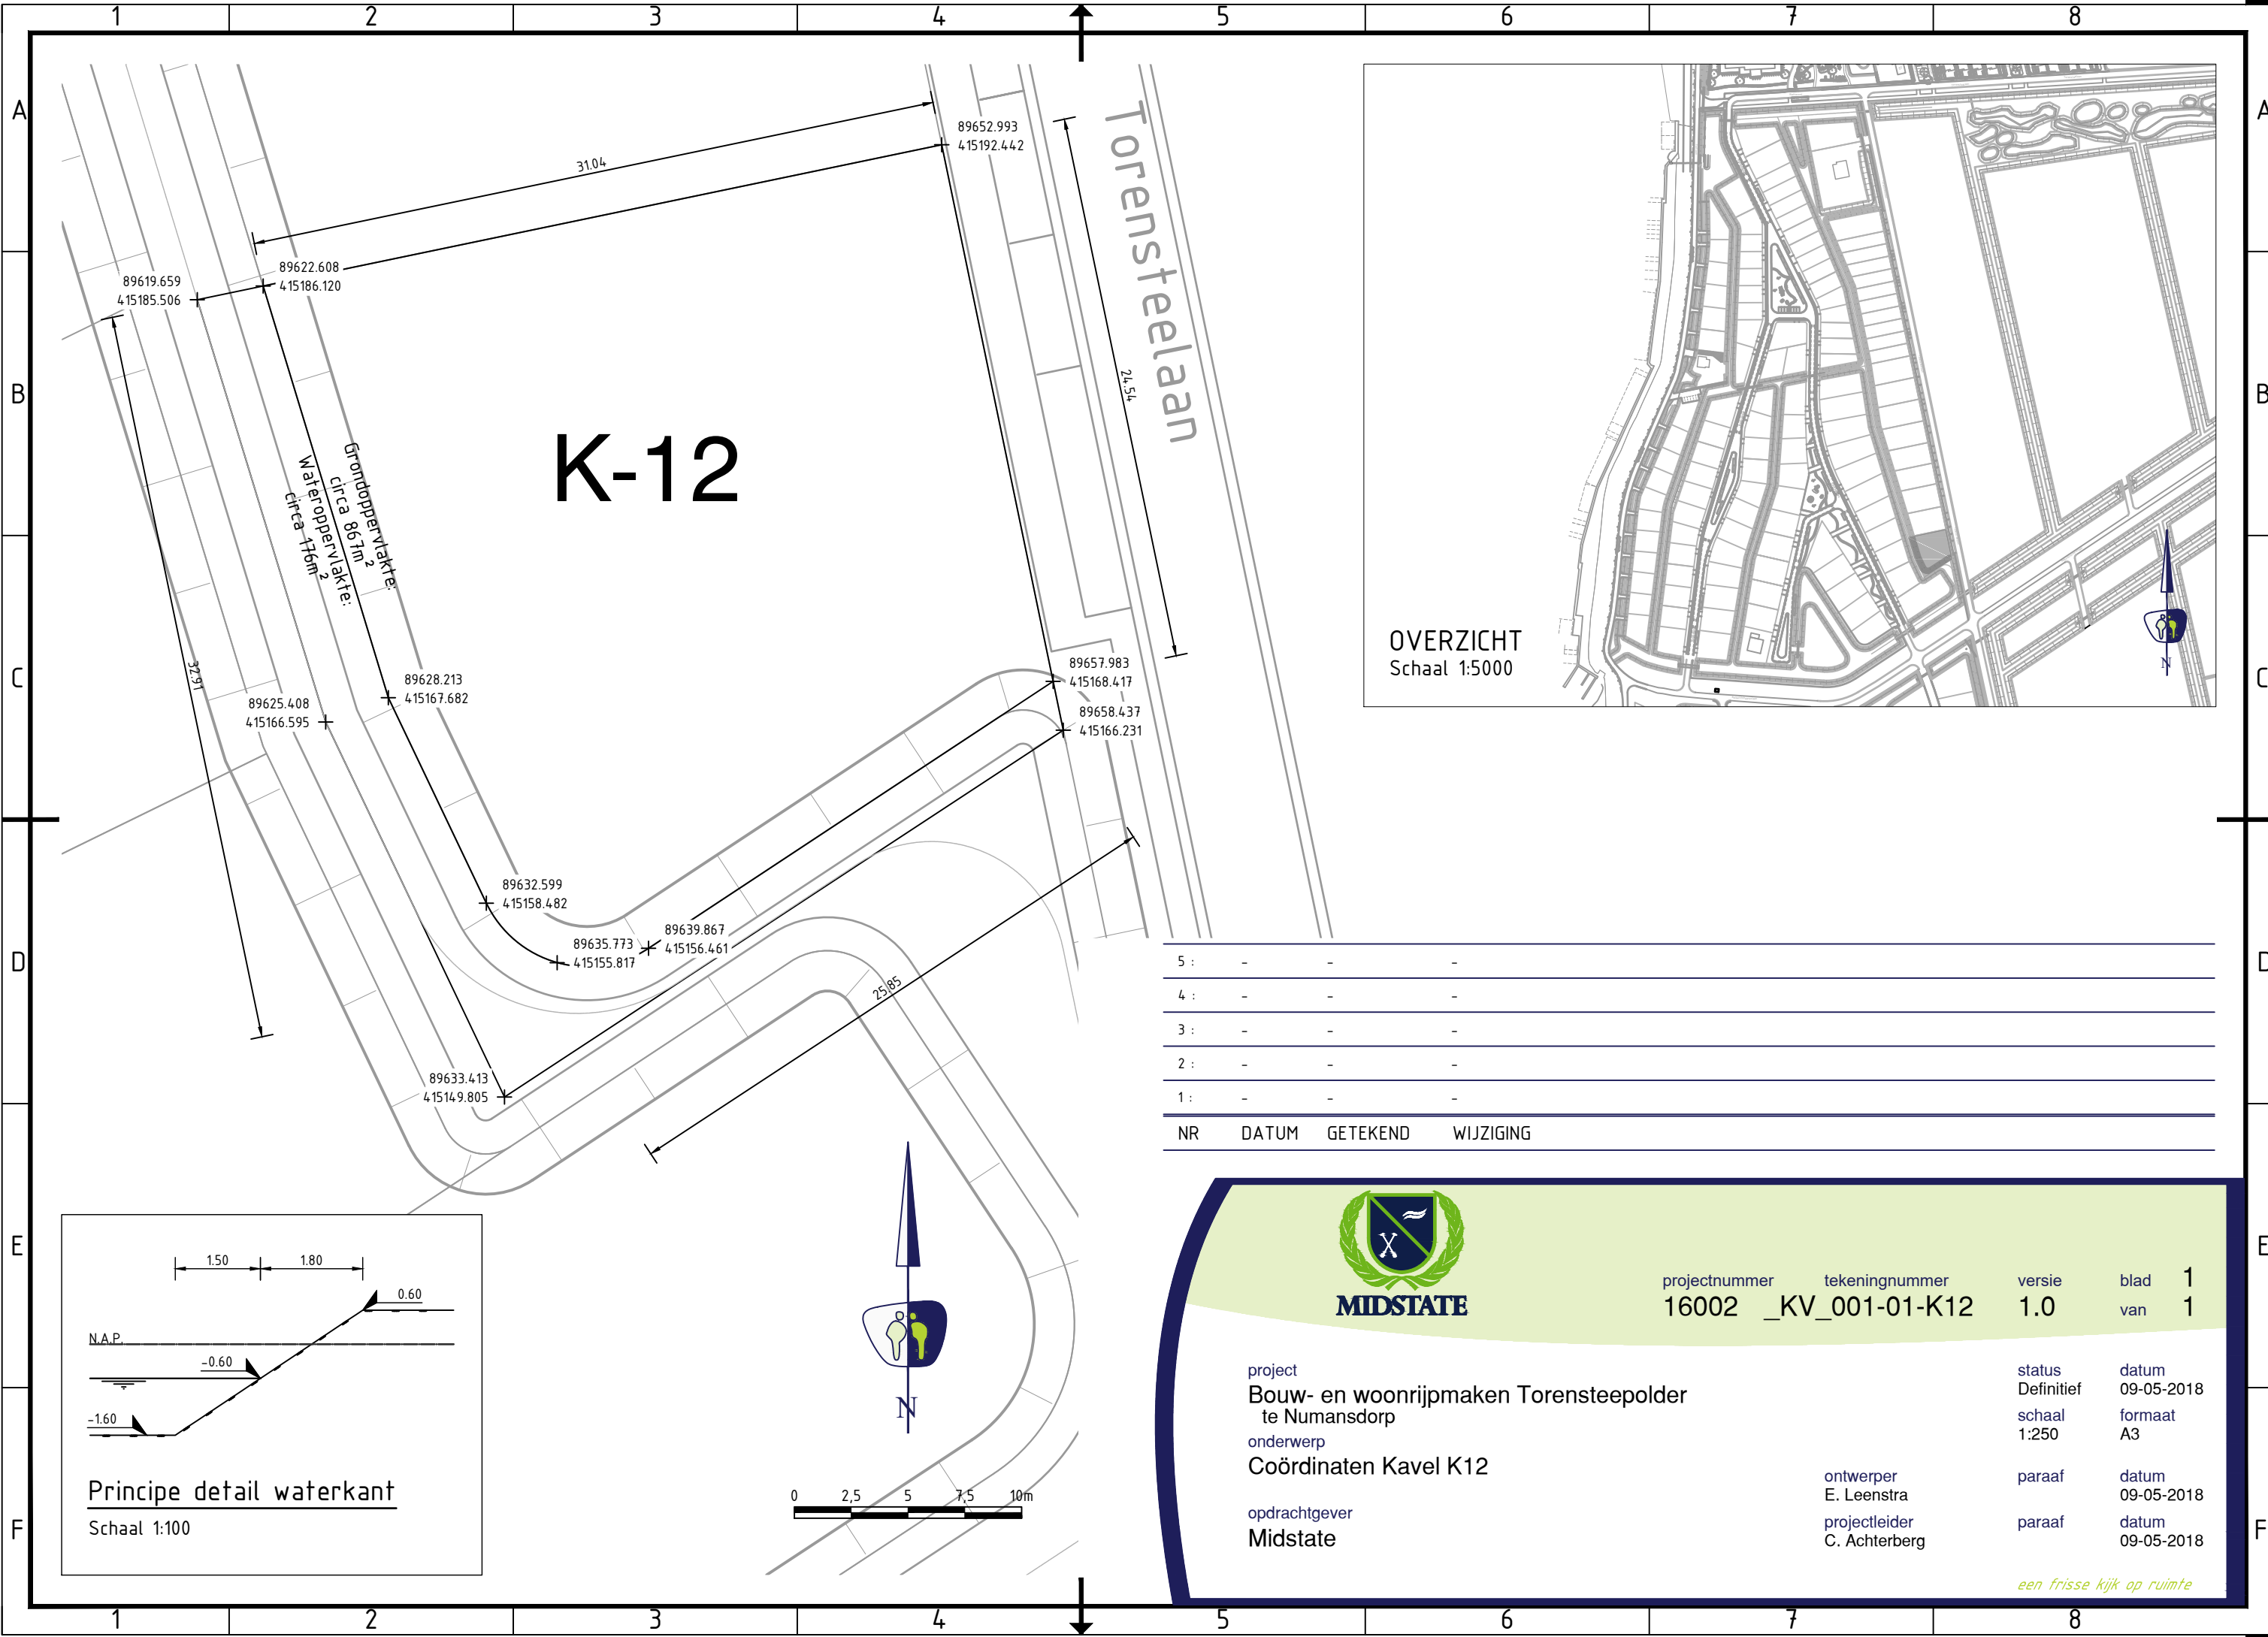 1 2 3 4 5 6 7 8
A A
B B
C C
D D
E E
F F
89652.993
415192.442
31.04
Torensteelaan
89622.608
415186.120
89619.659
415185.506
24.54
K-12
Grondoppervlakte:
circa 867m²
Wateroppervlakte:
circa 176m²
32.91
89628.213
415167.682
89625.408
415166.595
89657.983
415168.417
89658.437
415166.231
89632.599
415158.482
89635.773
415155.817
89639.867
415156.461
25.85
89633.413
415149.805
OVERZICHT
Schaal 1:5000
N
5 : - - -
4 : - - -
3 : - - -
2 : - - -
1 : - - -
NR DATUM GETEKEND WIJZIGING
1.50 1.80
0.60
N.A.P.
-0.60
-1.60
Principe detail waterkant
Schaal 1:100
N
0 2,5 5 7,5 10m
MIDSTATE
projectnummer tekeningnummer versie blad 1
16002 _KV_001-01-K12 1.0 van 1
project
Bouw- en woonrijpmaken Torensteepolder
te Numansdorp
onderwerp
Coördinaten Kavel K12
opdrachtgever
Midstate
status datum
Definitief 09-05-2018
schaal formaat
1:250 A3
ontwerper paraaf datum
E. Leenstra 09-05-2018
projectleider paraaf datum
C. Achterberg 09-05-2018
een frisse kijk op ruimte
1 2 3 4 5 6 7 8